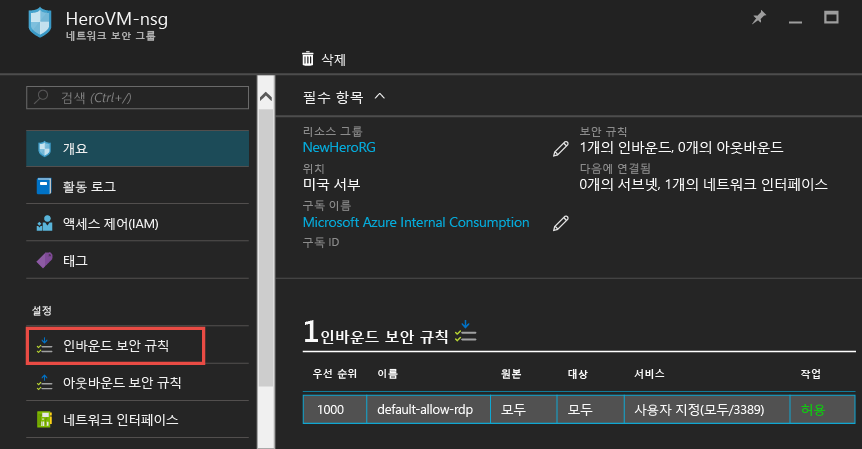 HeroVM-nsg
네트워크 보안 그룹
삭제
검색 (Ctrl+/)
개요
활동 로그
액세스 제어(IAM)
태그
설정
인바운드 보안 규칙
아웃바운드 보안 규칙
네트워크 인터페이스
필수 항목
리소스 그룹
NewHeroRG
위치
미국 서부
구독 이름
Microsoft Azure Internal Consumption
구독 ID
보안 규칙
1개의 인바운드, 0개의 아웃바운드
다음에 연결됨
0개의 서브넷, 1개의 네트워크 인터페이스
1인바운드 보안 규칙
우선 순위 이름 원본 대상 서비스 작업
1000 default-allow-rdp 모두 모두 사용자 지정(모두/3389) 허용